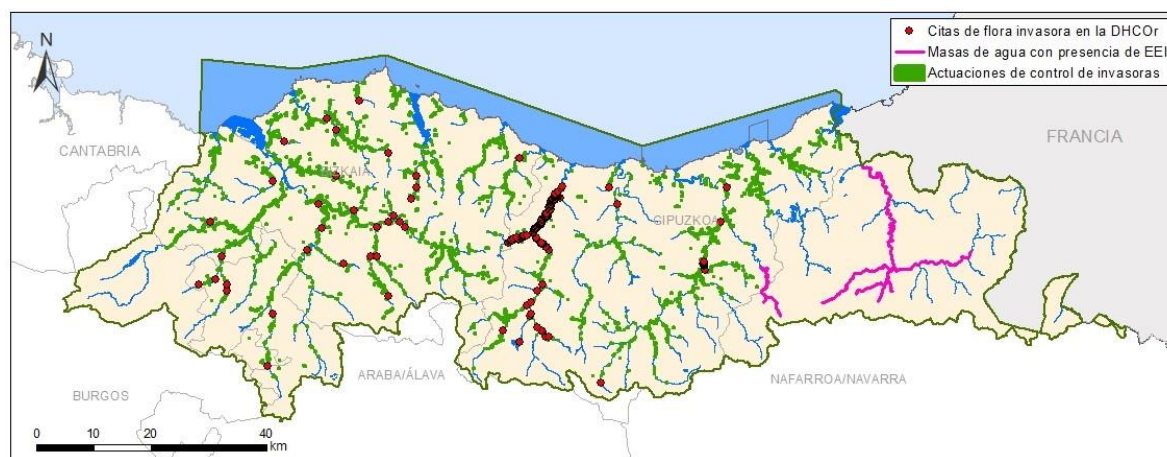 N
Citas de flora invasora en la DHCOr
Masas de agua con presencia de EEI
Actuaciones de control de invasoras
FRANCIA
CANTABRIA
BIZKAIA
GIPUZKOA
ARABA/ÁLAVA
NAFARROA/NAVARRA
BURGOS
0 10 20 40
km